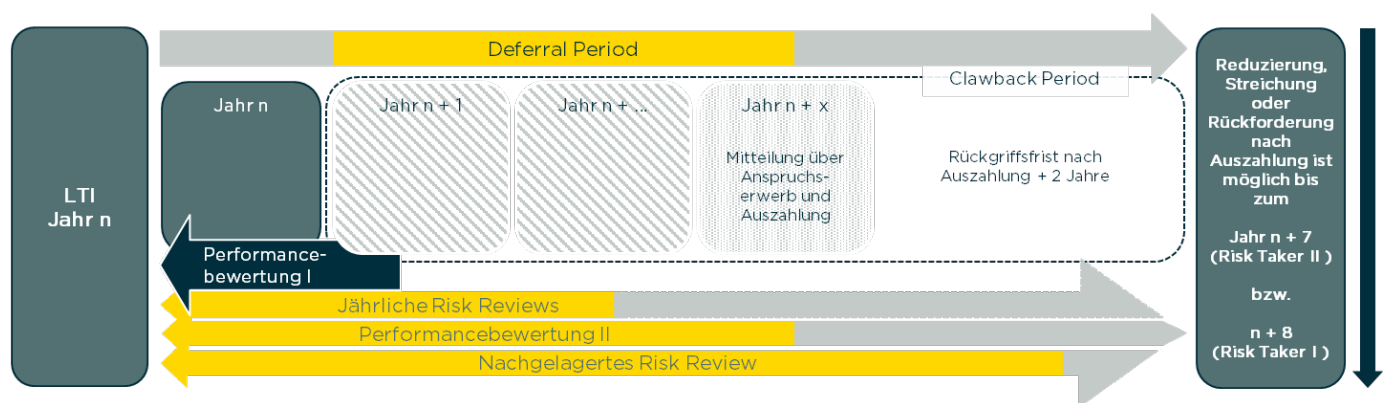 LTI
Jahr n
Deferral Period
Clawback Period
Jahr n
Jahr n + 1
Jahr n + ...
Jahr n + x
Mitteilung über
Anspruchs-
erwerb und
Auszahlung
Rückgriffsfrist nach
Auszahlung + 2 Jahre
Performance-
bewertung I
Jährliche Risk Reviews
Performancebewertung II
Nachgelagertes Risk Review
Reduzierung,
Streichung
oder
Rückforderung
nach
Auszahlung ist
möglich bis
zum
Jahr n + 7
(Risk Taker II )
bzw.
n + 8
(Risk Taker I )